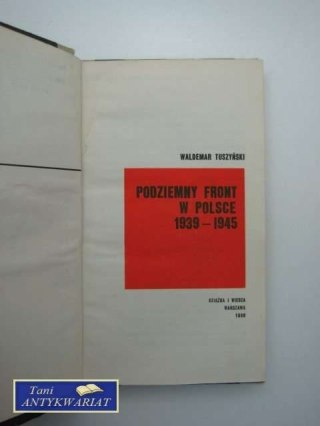 WALDEMAR TUSZYŃSKI
PODZIEMNY FRONT
W POLSCE
1939–1945
KSIĄŻKA I WIEDZA
WARSZAWA
Tani
ANTYKWARIAT